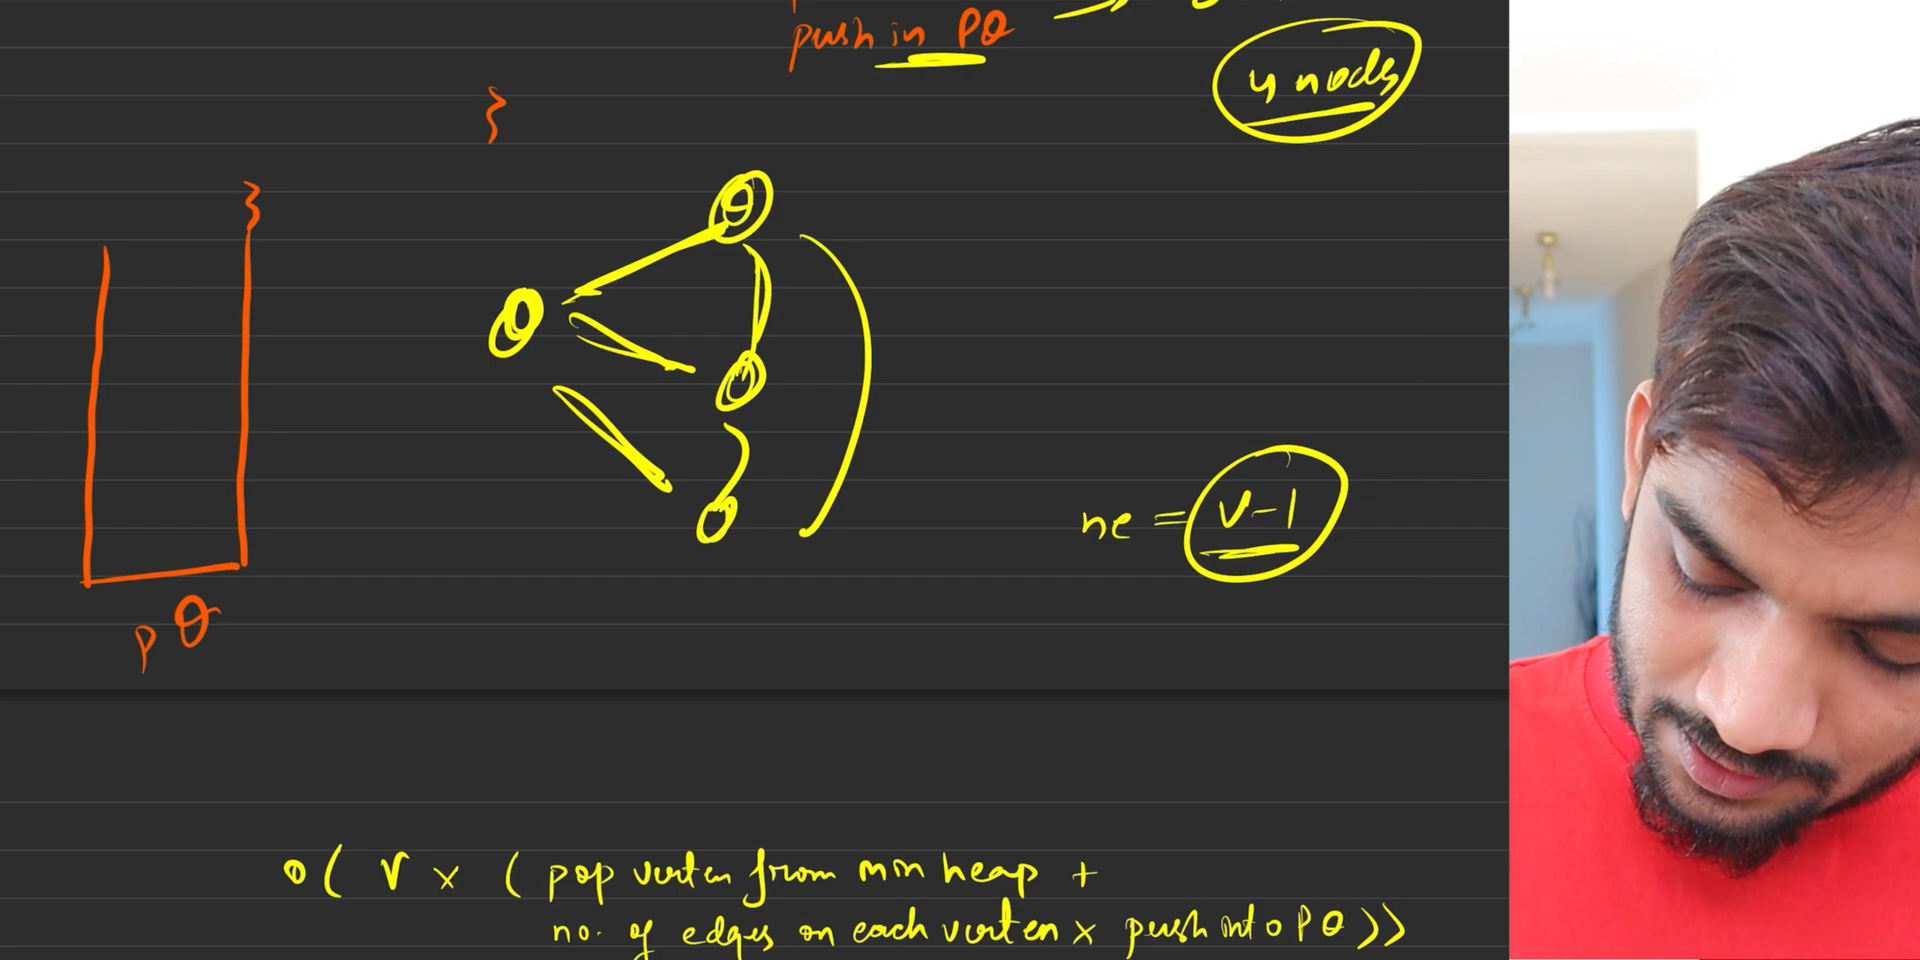 push in PQ
4 nodes
}
}
ne = V-1
PQ
O( V x ( pop vertex from min heap +
no. of edges on each vertex x push into PQ ))